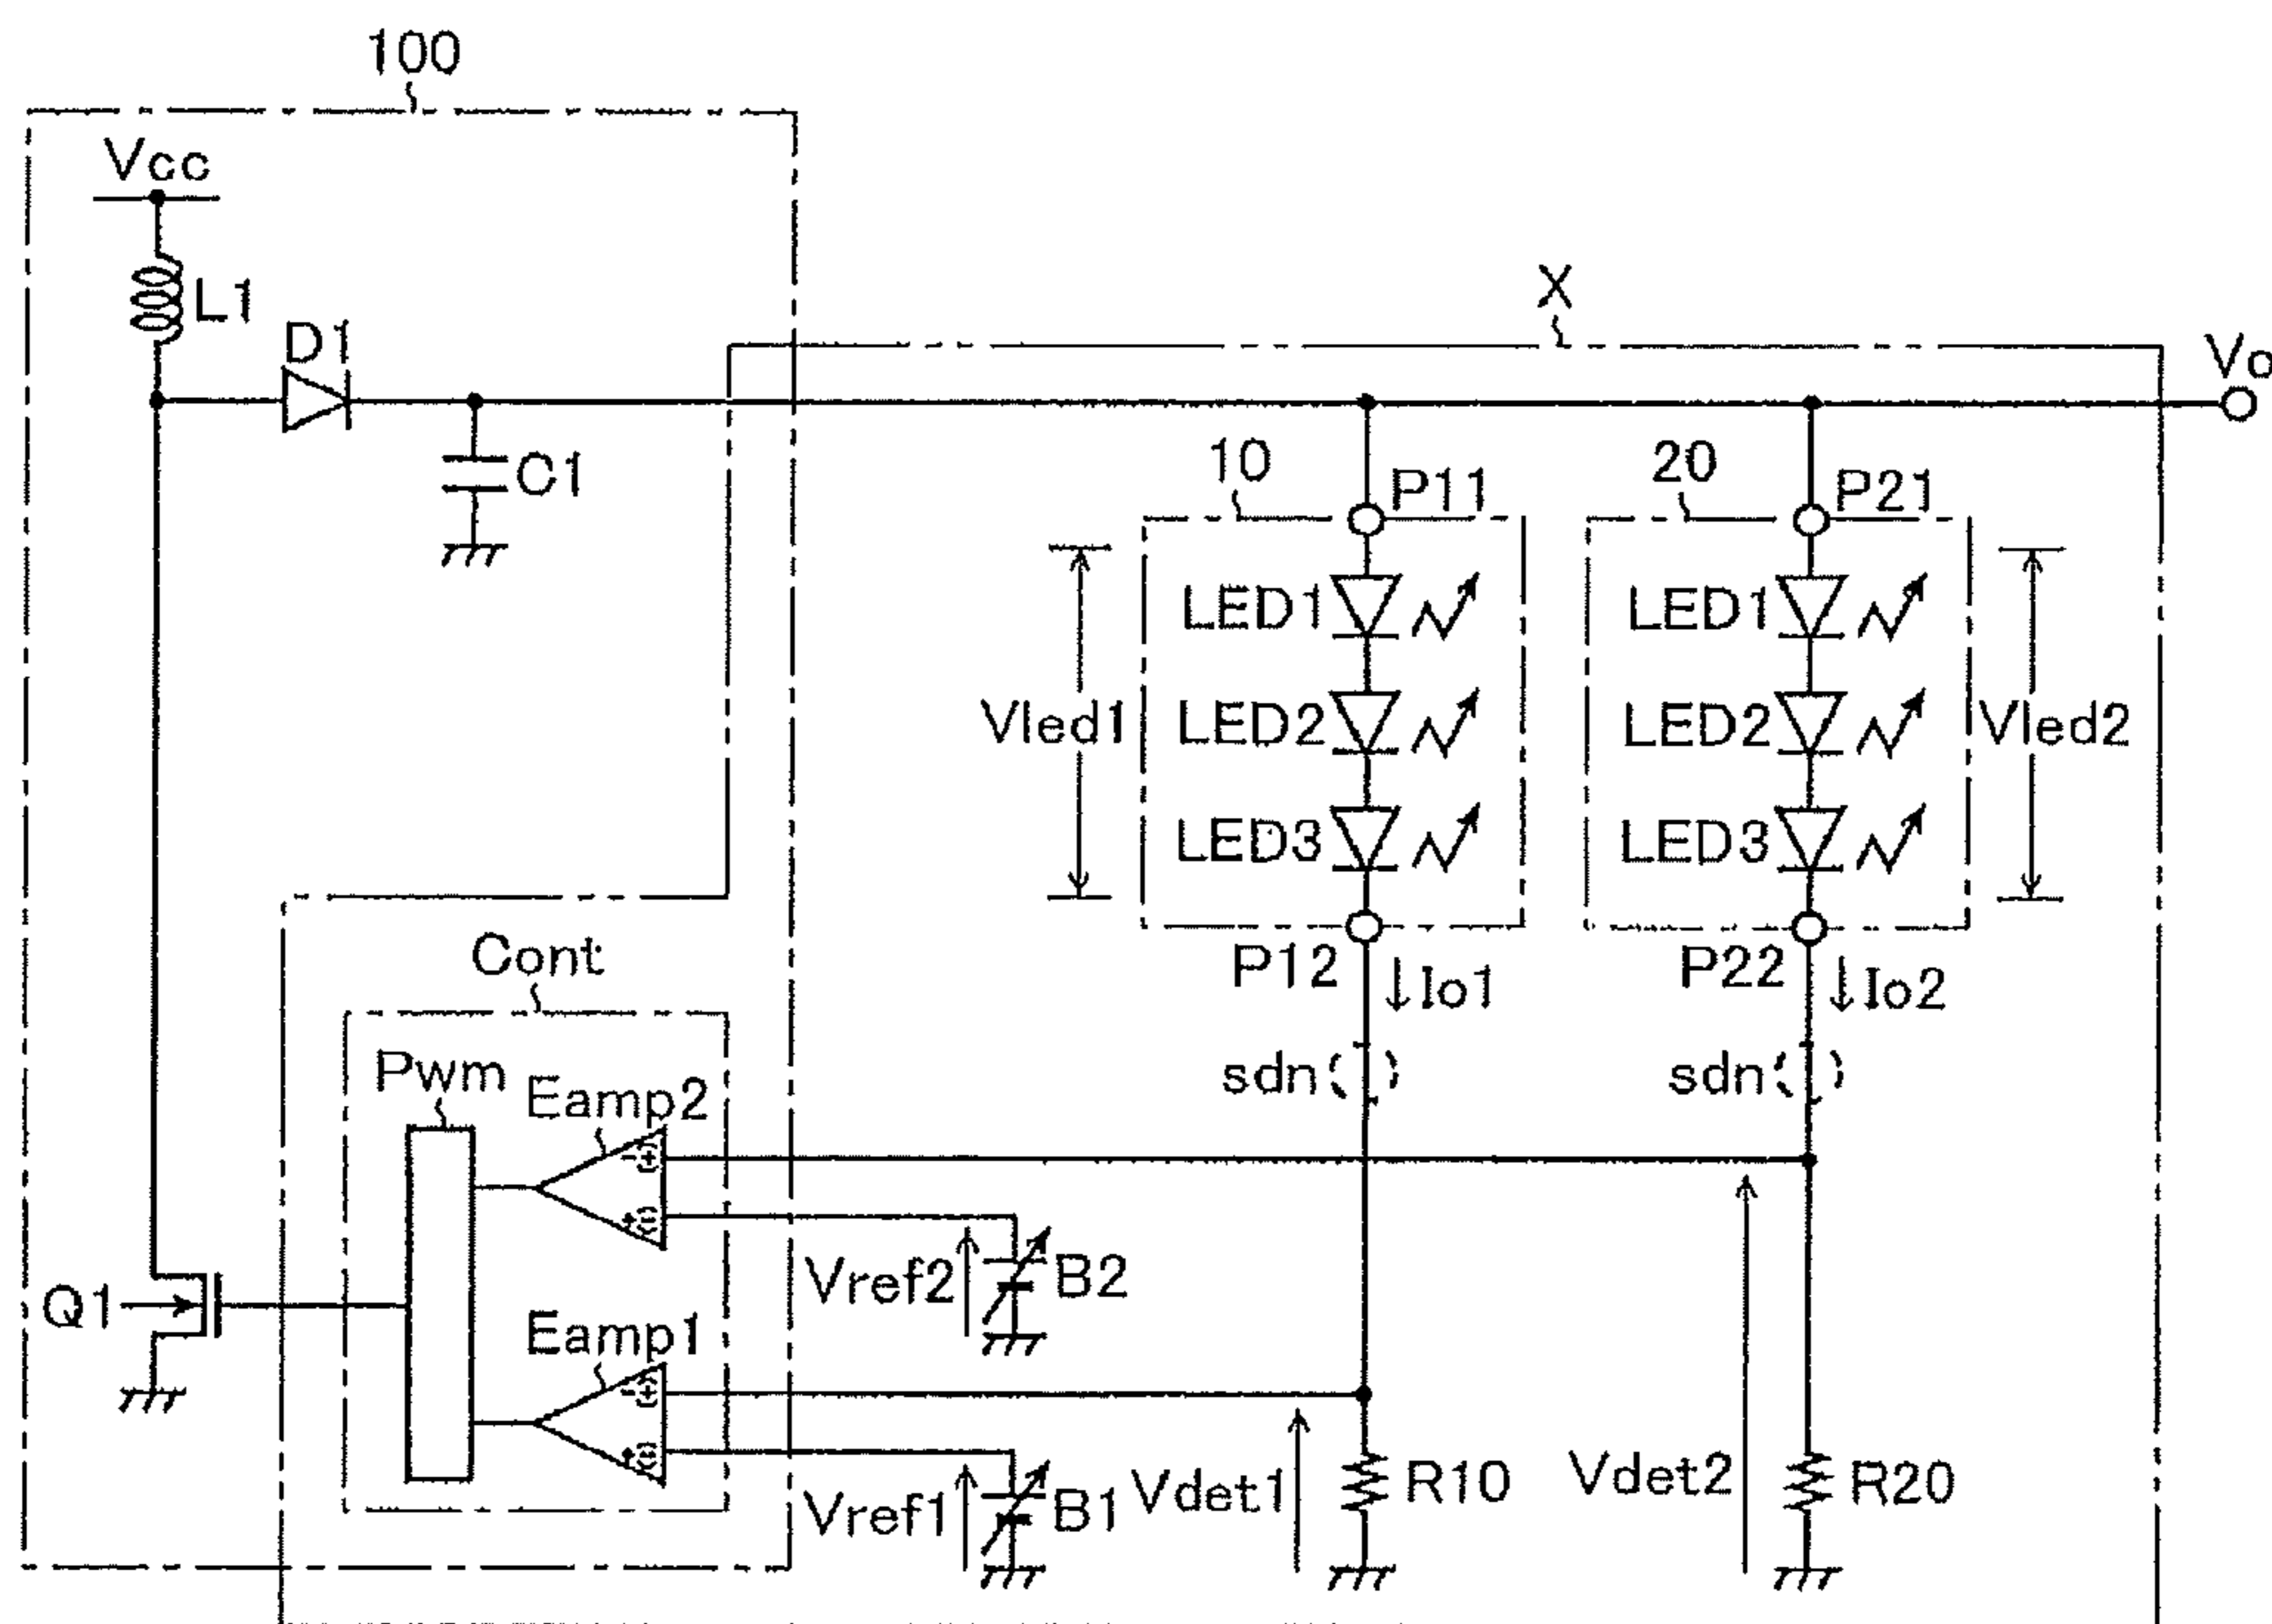 100
Vcc
L1
D1
C1
X
Vo
10
P11
20
P21
LED1
LED1
Vled1
LED2
LED2
Vled2
LED3
LED3
P12
Io1
P22
Io2
Cont
Pwm
Eamp2
sdn
sdn
- (+)
+ (-)
Vref2
B2
Q1
Eamp1
- (+)
+ (-)
Vref1
B1
Vdet1
R10
Vdet2
R20